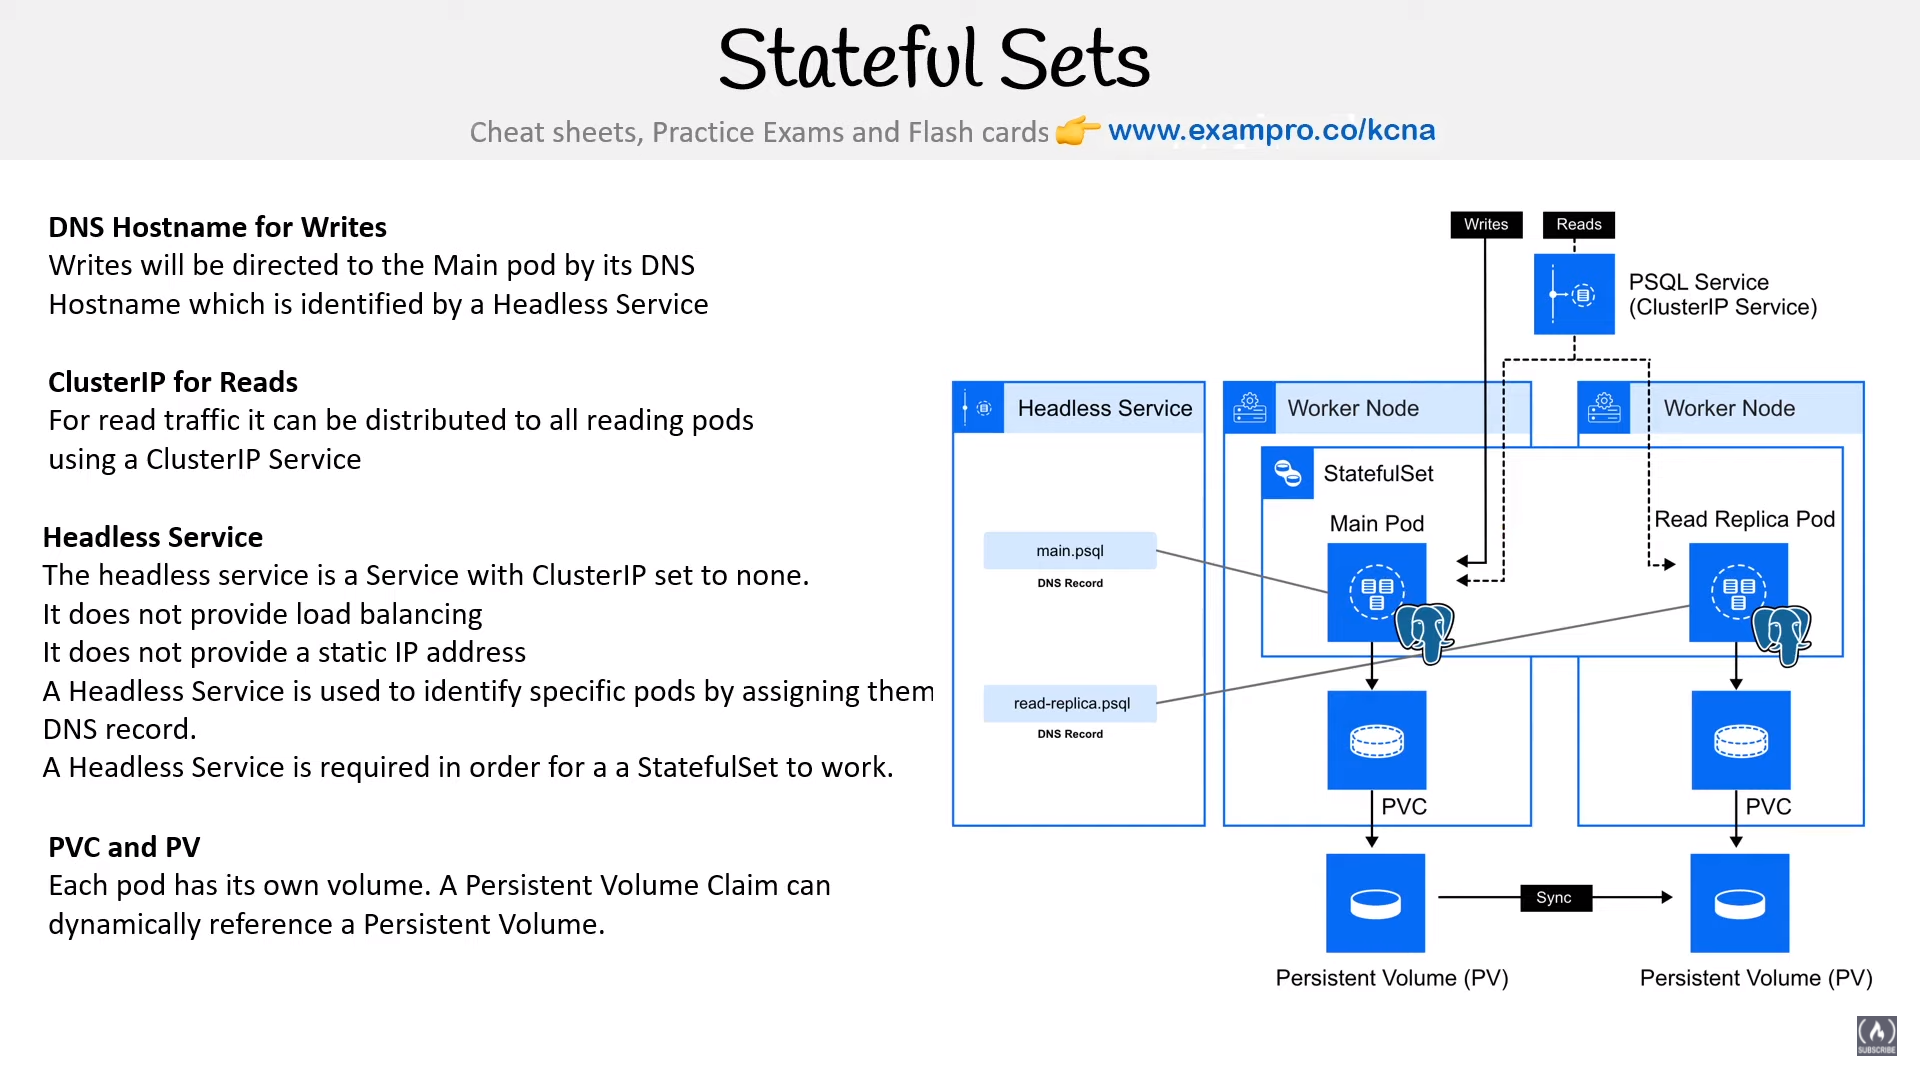 Stateful Sets
Cheat sheets, Practice Exams and Flash cards 👉 www.exampro.co/kcna
DNS Hostname for Writes
Writes will be directed to the Main pod by its DNS
Hostname which is identified by a Headless Service
ClusterIP for Reads
For read traffic it can be distributed to all reading pods
using a ClusterIP Service
Headless Service
The headless service is a Service with ClusterIP set to none.
It does not provide load balancing
It does not provide a static IP address
A Headless Service is used to identify specific pods by assigning them
DNS record.
A Headless Service is required in order for a a StatefulSet to work.
PVC and PV
Each pod has its own volume. A Persistent Volume Claim can
dynamically reference a Persistent Volume.
Writes
Reads
PSQL Service
(ClusterIP Service)
Headless Service
Worker Node
Worker Node
StatefulSet
Main Pod
Read Replica Pod
main.psql
DNS Record
read-replica.psql
DNS Record
PVC
PVC
Sync
Persistent Volume (PV)
Persistent Volume (PV)
SUBSCRIBE